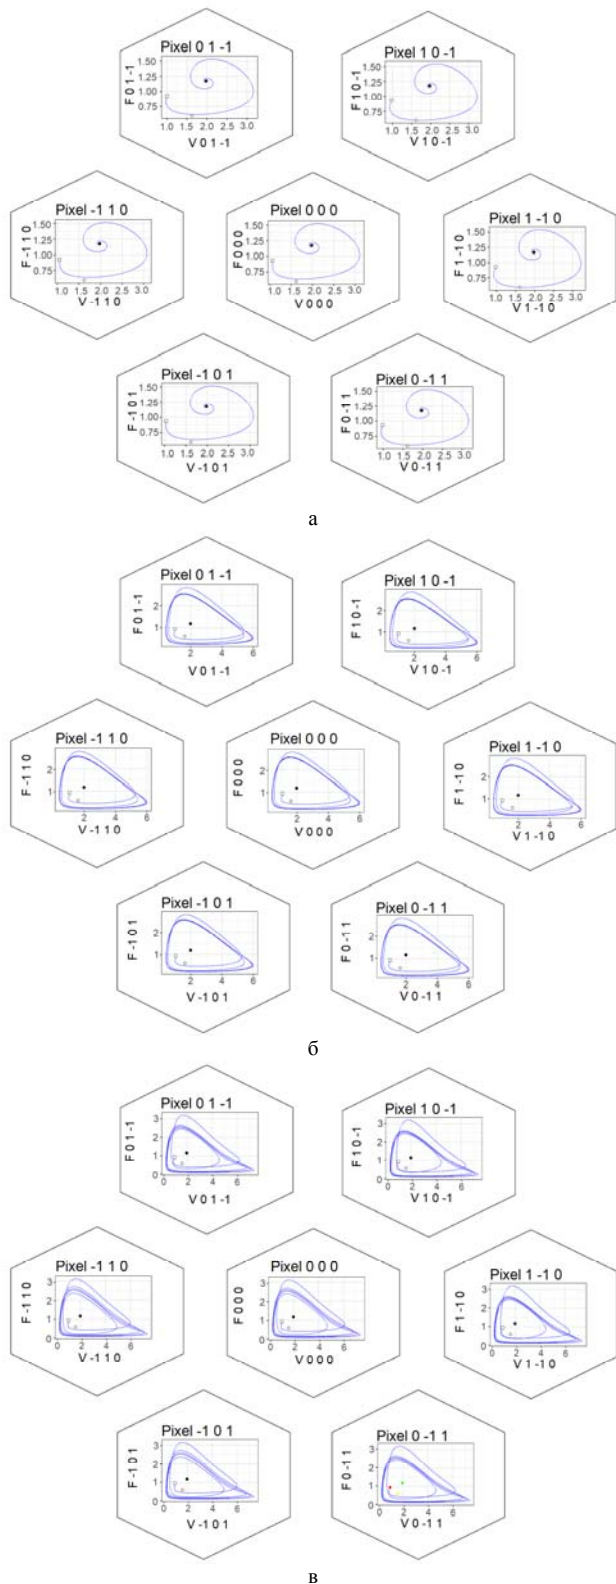 Pixel 0 1 -1
F 0 1 -1
1.50
1.25
1.00
0.75
1.0 1.5 2.0 2.5 3.0
V 0 1 -1
Pixel 1 0 -1
F 1 0 -1
1.50
1.25
1.00
0.75
1.0 1.5 2.0 2.5 3.0
V 1 0 -1
Pixel -1 1 0
F -1 1 0
1.50
1.25
1.00
0.75
1.0 1.5 2.0 2.5 3.0
V -1 1 0
Pixel 0 0 0
F 0 0 0
1.50
1.25
1.00
0.75
1.0 1.5 2.0 2.5 3.0
V 0 0 0
Pixel 1 -1 0
F 1 -1 0
1.50
1.25
1.00
0.75
1.0 1.5 2.0 2.5 3.0
V 1 -1 0
Pixel -1 0 1
F -1 0 1
1.50
1.25
1.00
0.75
1.0 1.5 2.0 2.5 3.0
V -1 0 1
Pixel 0 -1 1
F 0 -1 1
1.50
1.25
1.00
0.75
1.0 1.5 2.0 2.5 3.0
V 0 -1 1
а
Pixel 0 1 -1
F 0 1 -1
2
1
2 4 6
V 0 1 -1
Pixel 1 0 -1
F 1 0 -1
2
1
2 4 6
V 1 0 -1
Pixel -1 1 0
F -1 1 0
2
1
2 4 6
V -1 1 0
Pixel 0 0 0
F 0 0 0
2
1
2 4 6
V 0 0 0
Pixel 1 -1 0
F 1 -1 0
2
1
2 4 6
V 1 -1 0
Pixel -1 0 1
F -1 0 1
2
1
2 4 6
V -1 0 1
Pixel 0 -1 1
F 0 -1 1
2
1
2 4 6
V 0 -1 1
б
Pixel 0 1 -1
F 0 1 -1
3
2
1
0
0 2 4 6
V 0 1 -1
Pixel 1 0 -1
F 1 0 -1
3
2
1
0
0 2 4 6
V 1 0 -1
Pixel -1 1 0
F -1 1 0
3
2
1
0
0 2 4 6
V -1 1 0
Pixel 0 0 0
F 0 0 0
3
2
1
0
0 2 4 6
V 0 0 0
Pixel 1 -1 0
F 1 -1 0
3
2
1
0
0 2 4 6
V 1 -1 0
Pixel -1 0 1
F -1 0 1
3
2
1
0
0 2 4 6
V -1 0 1
Pixel 0 -1 1
F 0 -1 1
3
2
1
0
0 2 4 6
V 0 -1 1
в